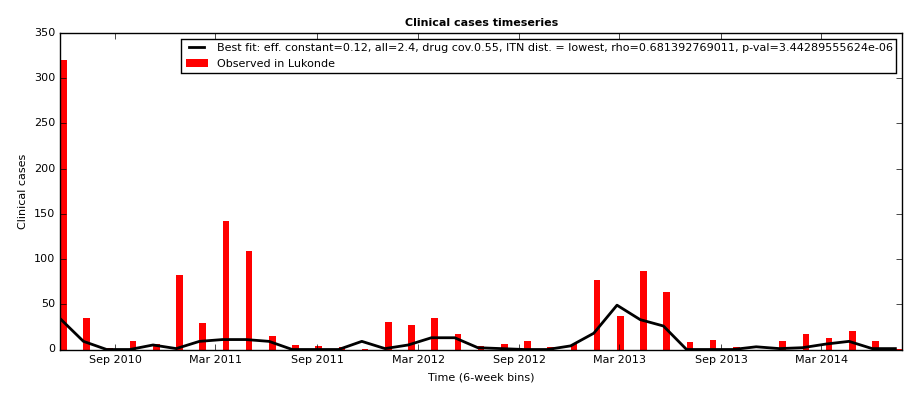 Clinical cases timeseries
Best fit: eff. constant=0.12, all=2.4, drug cov.0.55, ITN dist. = lowest, rho=0.681392769011, p-val=3.44289555624e-06
Observed in Lukonde
Clinical cases
350
300
250
200
150
100
50
0
Sep 2010 Mar 2011 Sep 2011 Mar 2012 Sep 2012 Mar 2013 Sep 2013 Mar 2014
Time (6-week bins)